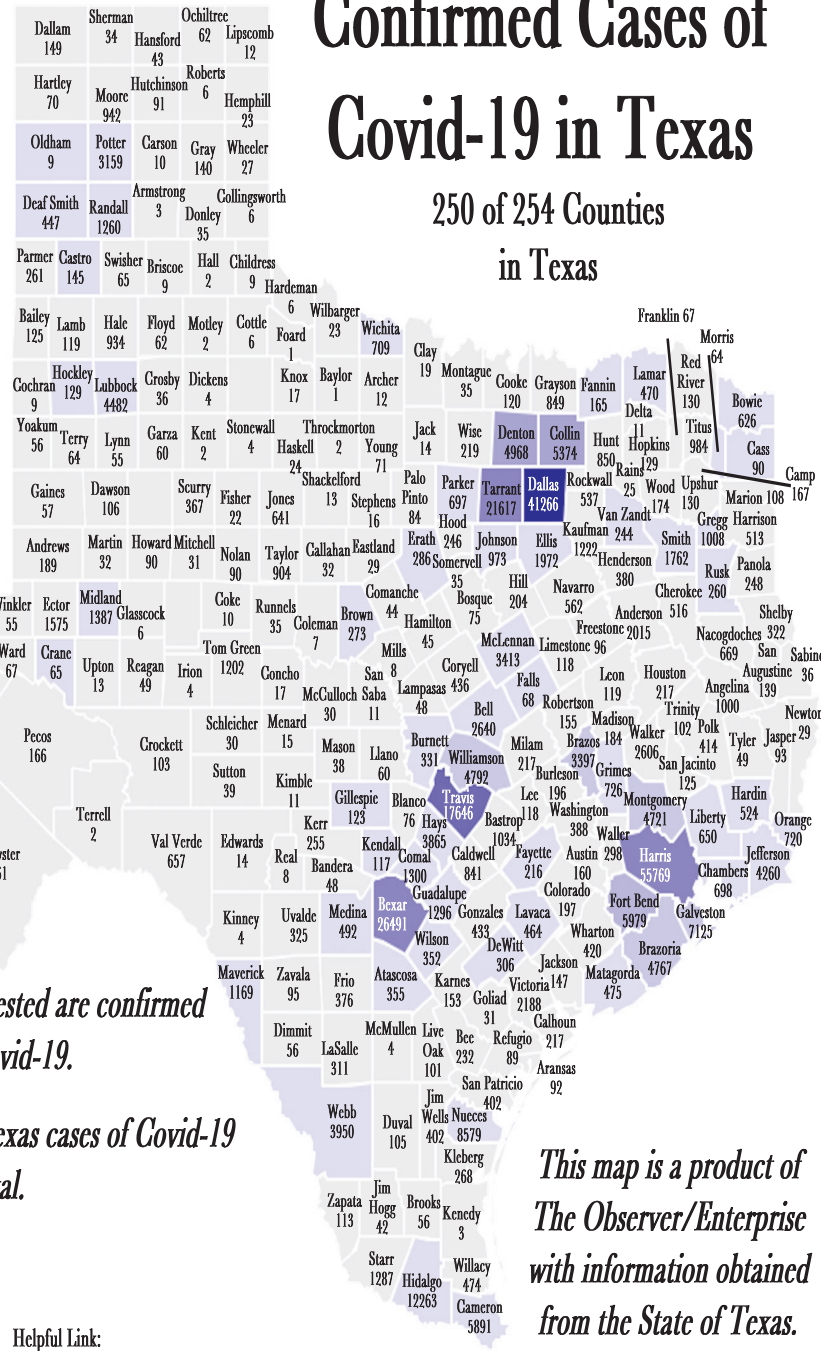 Confirmed Cases of
Covid-19 in Texas
250 of 254 Counties
in Texas
Dallam
149
Sherman
34
Hansford
43
Ochiltree
62
Lipscomb
12
Hartley
70
Moore
942
Hutchinson
91
Roberts
6
Hemphill
23
Oldham
9
Potter
3159
Carson
10
Gray
140
Wheeler
27
Deaf Smith
447
Randall
1260
Armstrong
3
Donley
35
Collingsworth
6
Parmer
261
Castro
145
Swisher
65
Briscoe
9
Hall
2
Childress
9
Hardeman
6
Bailey
125
Lamb
119
Hale
934
Floyd
62
Motley
2
Cottle
6
Foard
1
Wilbarger
23
Wichita
709
Clay
19
Montague
35
Cooke
120
Grayson
849
Fannin
165
Lamar
470
Franklin 67
Red
River
130
Morris
64
Bowie
626
Cochran
9
Hockley
129
Lubbock
4482
Crosby
36
Dickens
4
Knox
17
Baylor
1
Archer
12
Delta
11
Titus
984
Cass
90
Yoakum
56
Terry
64
Lynn
55
Garza
60
Kent
2
Stonewall
4
Haskell
24
Throckmorton
2
Young
71
Jack
14
Wise
219
Denton
4968
Collin
5374
Hunt
850
Hopkins
129
Rains
25
Wood
174
Upshur
130
Camp
167
Marion 108
Gaines
57
Dawson
106
Scurry
367
Fisher
22
Jones
641
Shackelford
13
Stephens
16
Palo
Pinto
84
Parker
697
Tarrant
21617
Dallas
41266
Rockwall
537
Kaufman
1222
Van Zandt
244
Gregg
1008
Harrison
513
Andrews
189
Martin
32
Howard
90
Mitchell
31
Nolan
90
Taylor
904
Callahan
32
Eastland
29
Erath
286
Hood
246
Somervell
35
Johnson
973
Ellis
1972
Henderson
380
Smith
1762
Rusk
260
Panola
248
Winkler
55
Ector
1575
Midland
1387
Glasscock
6
Coke
10
Runnels
35
Coleman
7
Brown
273
Comanche
44
Hamilton
45
Bosque
75
Hill
204
Navarro
562
Freestone 96
Anderson
2015
Cherokee
516
Nacogdoches
669
Shelby
322
Ward
67
Crane
65
Upton
13
Reagan
49
Irion
4
Tom Green
1202
Concho
17
McCulloch
30
San
Saba
11
Mills
8
Lampasas
48
Coryell
436
McLennan
3413
Limestone
118
Falls
68
Leon
119
Houston
217
Angelina
1000
San
Augustine
139
Sabine
36
Pecos
166
Crockett
103
Schleicher
30
Menard
15
Mason
38
Llano
60
Burnett
331
Bell
2640
Williamson
4792
Milam
217
Robertson
155
Brazos
3397
Madison
184
Walker
2606
Trinity
102
Polk
414
Tyler
49
Jasper
93
Newton
29
San Jacinto
125
Terrell
2
Val Verde
657
Sutton
39
Kimble
11
Gillespie
123
Blanco
76
Travis
17646
Lee
118
Burleson
196
Grimes
726
Washington
388
Montgomery
4721
Liberty
650
Hardin
524
Orange
720
Edwards
14
Kerr
255
Real
8
Bandera
48
Kendall
117
Hays
3865
Comal
1300
Caldwell
841
Bastrop
1034
Fayette
216
Austin
160
Waller
298
Harris
55769
Chambers
698
Jefferson
4260
Kinney
4
Uvalde
325
Medina
492
Bexar
26491
Guadalupe
1296
Wilson
352
Gonzales
433
Lavaca
464
Colorado
197
Wharton
420
Fort Bend
5979
Galveston
7125
Brazoria
4767
Maverick
1169
Zavala
95
Frio
376
Atascosa
355
Karnes
153
DeWitt
306
Goliad
31
Victoria
2188
Jackson
147
Matagorda
475
Calhoun
217
Dimmit
56
LaSalle
311
McMullen
4
Live
Oak
101
Bee
232
Refugio
89
Aransas
92
San Patricio
402
Webb
3950
Duval
105
Jim
Wells
402
Nueces
8579
Kleberg
268
Zapata
113
Jim
Hogg
42
Brooks
56
Kenedy
3
Starr
1287
Hidalgo
12263
Willacy
474
Cameron
5891
ested are confirmed
vid-19.
exas cases of Covid-19
al.
This map is a product of
The Observer/Enterprise
with information obtained
from the State of Texas.
Helpful Link: